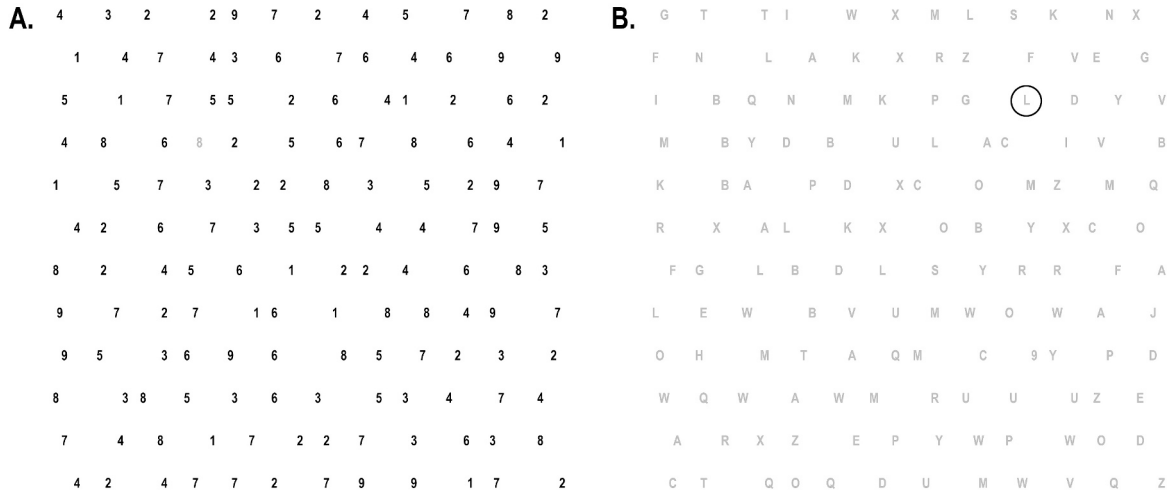 A.
4 3 2 2 9 7 2 4 5 7 8 2
1 4 7 4 3 6 7 6 4 6 9 9
5 1 7 5 5 2 6 4 1 2 6 2
4 8 6 8 2 5 6 7 8 6 4 1
1 5 7 3 2 2 8 3 5 2 9 7
4 2 6 7 3 5 5 4 4 7 9 5
8 2 4 5 6 1 2 2 4 6 8 3
9 7 2 7 1 6 1 8 8 4 9 7
9 5 3 6 9 6 8 5 7 2 3 2
8 3 8 5 3 6 3 5 3 4 7 4
7 4 8 1 7 2 2 7 3 6 3 8
4 2 4 7 7 2 7 9 9 1 7 2
B.
G T T I W X M L S K N X
F N L A K X R Z F V E G
I B Q N M K P G L D Y V
M B Y D B U L A C I V B
K B A P D X C O M Z M Q
R X A L K X O B Y X C O
F G L B D L S Y R R F A
L E W B V U M W O W A J
O H M T A Q M C 9 Y P D
W Q W A W M R U U U Z E
A R X Z E P Y W P W O D
C T Q O Q D U M W V Q Z